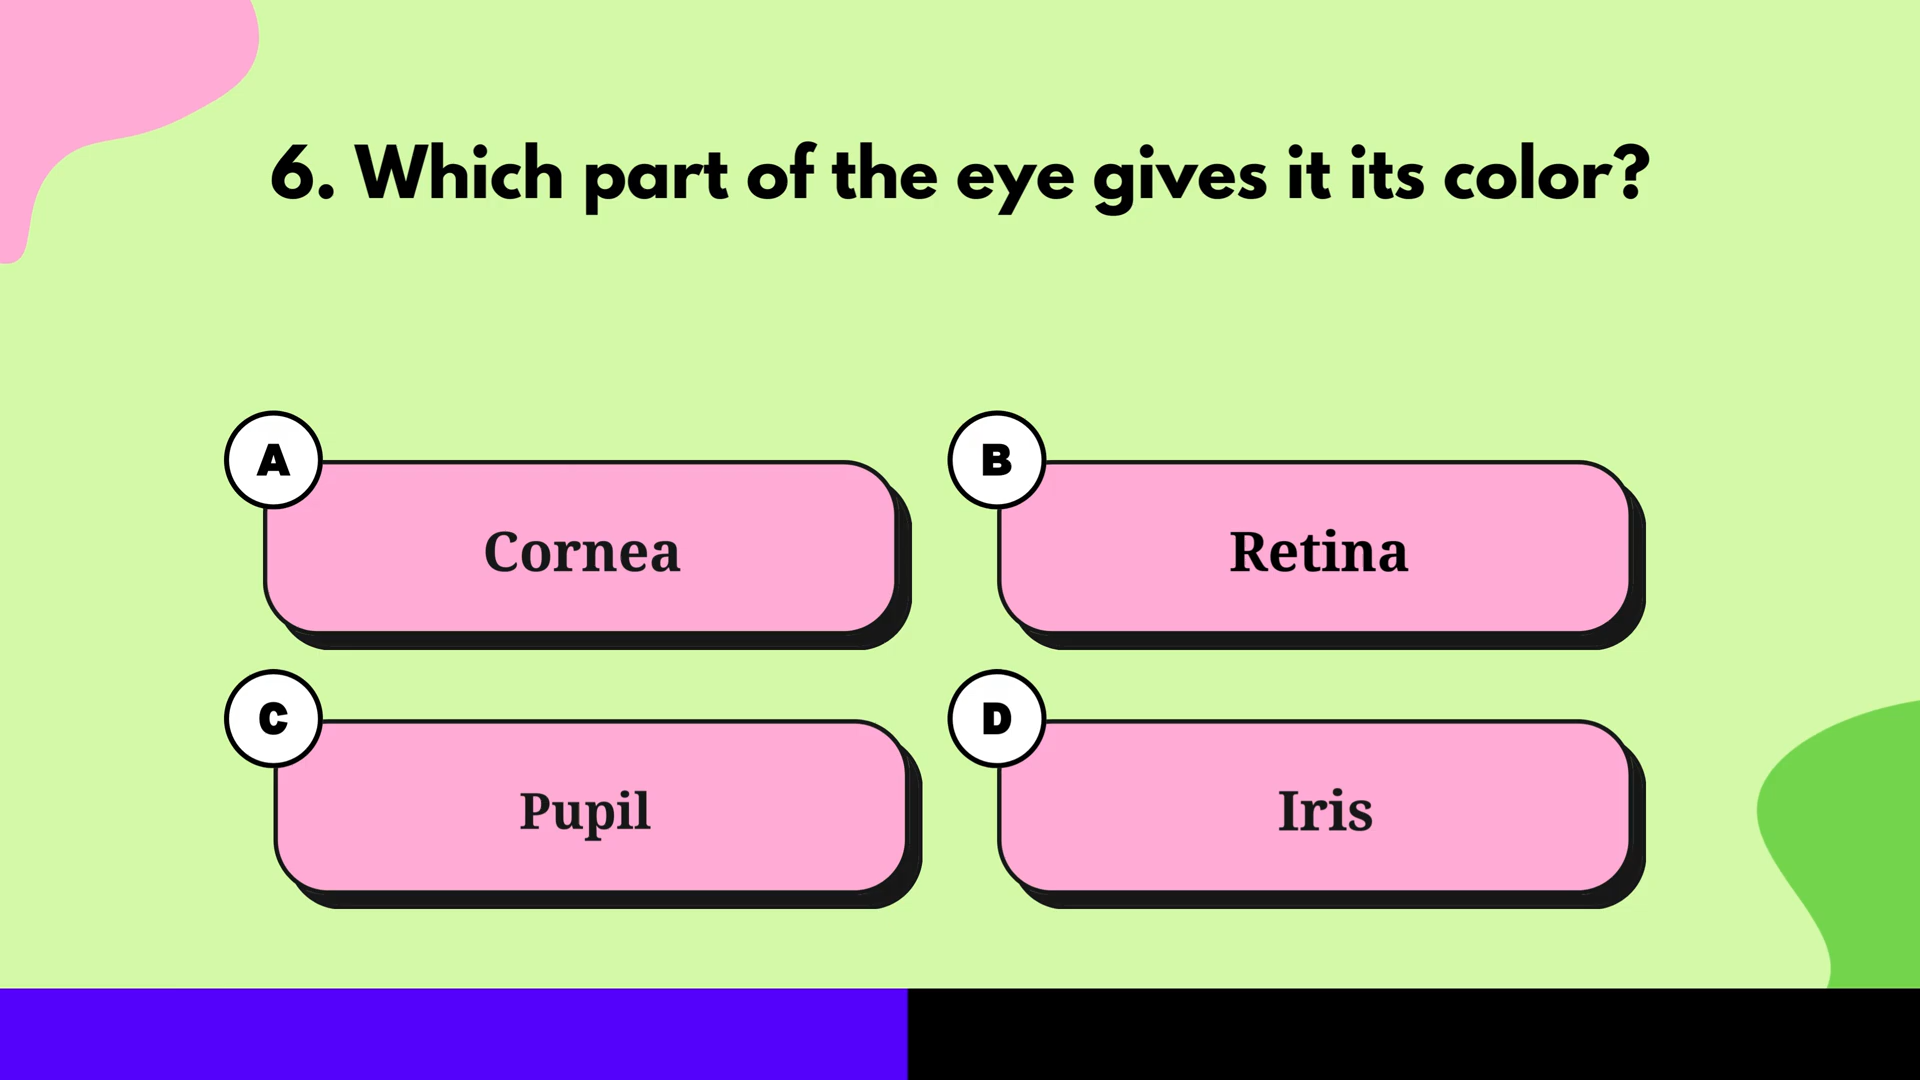 6. Which part of the eye gives it its color?
A
Cornea
B
Retina
C
Pupil
D
Iris